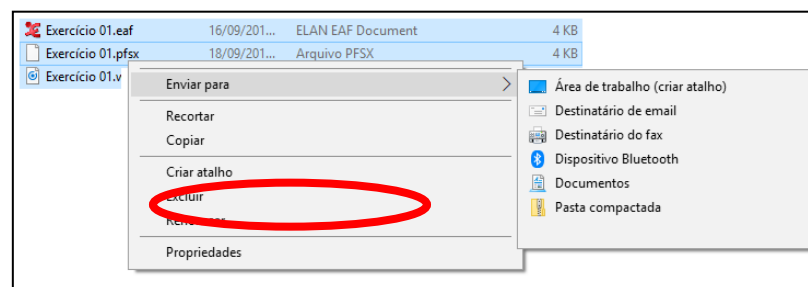 Exercício 01.eaf 16/09/201... ELAN EAF Document 4 KB
Exercício 01.pfsx 18/09/201... Arquivo PFSX 4 KB
Exercício 01.v
Enviar para
Recortar
Copiar
Criar atalho
Excluir
Renomear
Propriedades
Área de trabalho (criar atalho)
Destinatário de email
Destinatário do fax
Dispositivo Bluetooth
Documentos
Pasta compactada